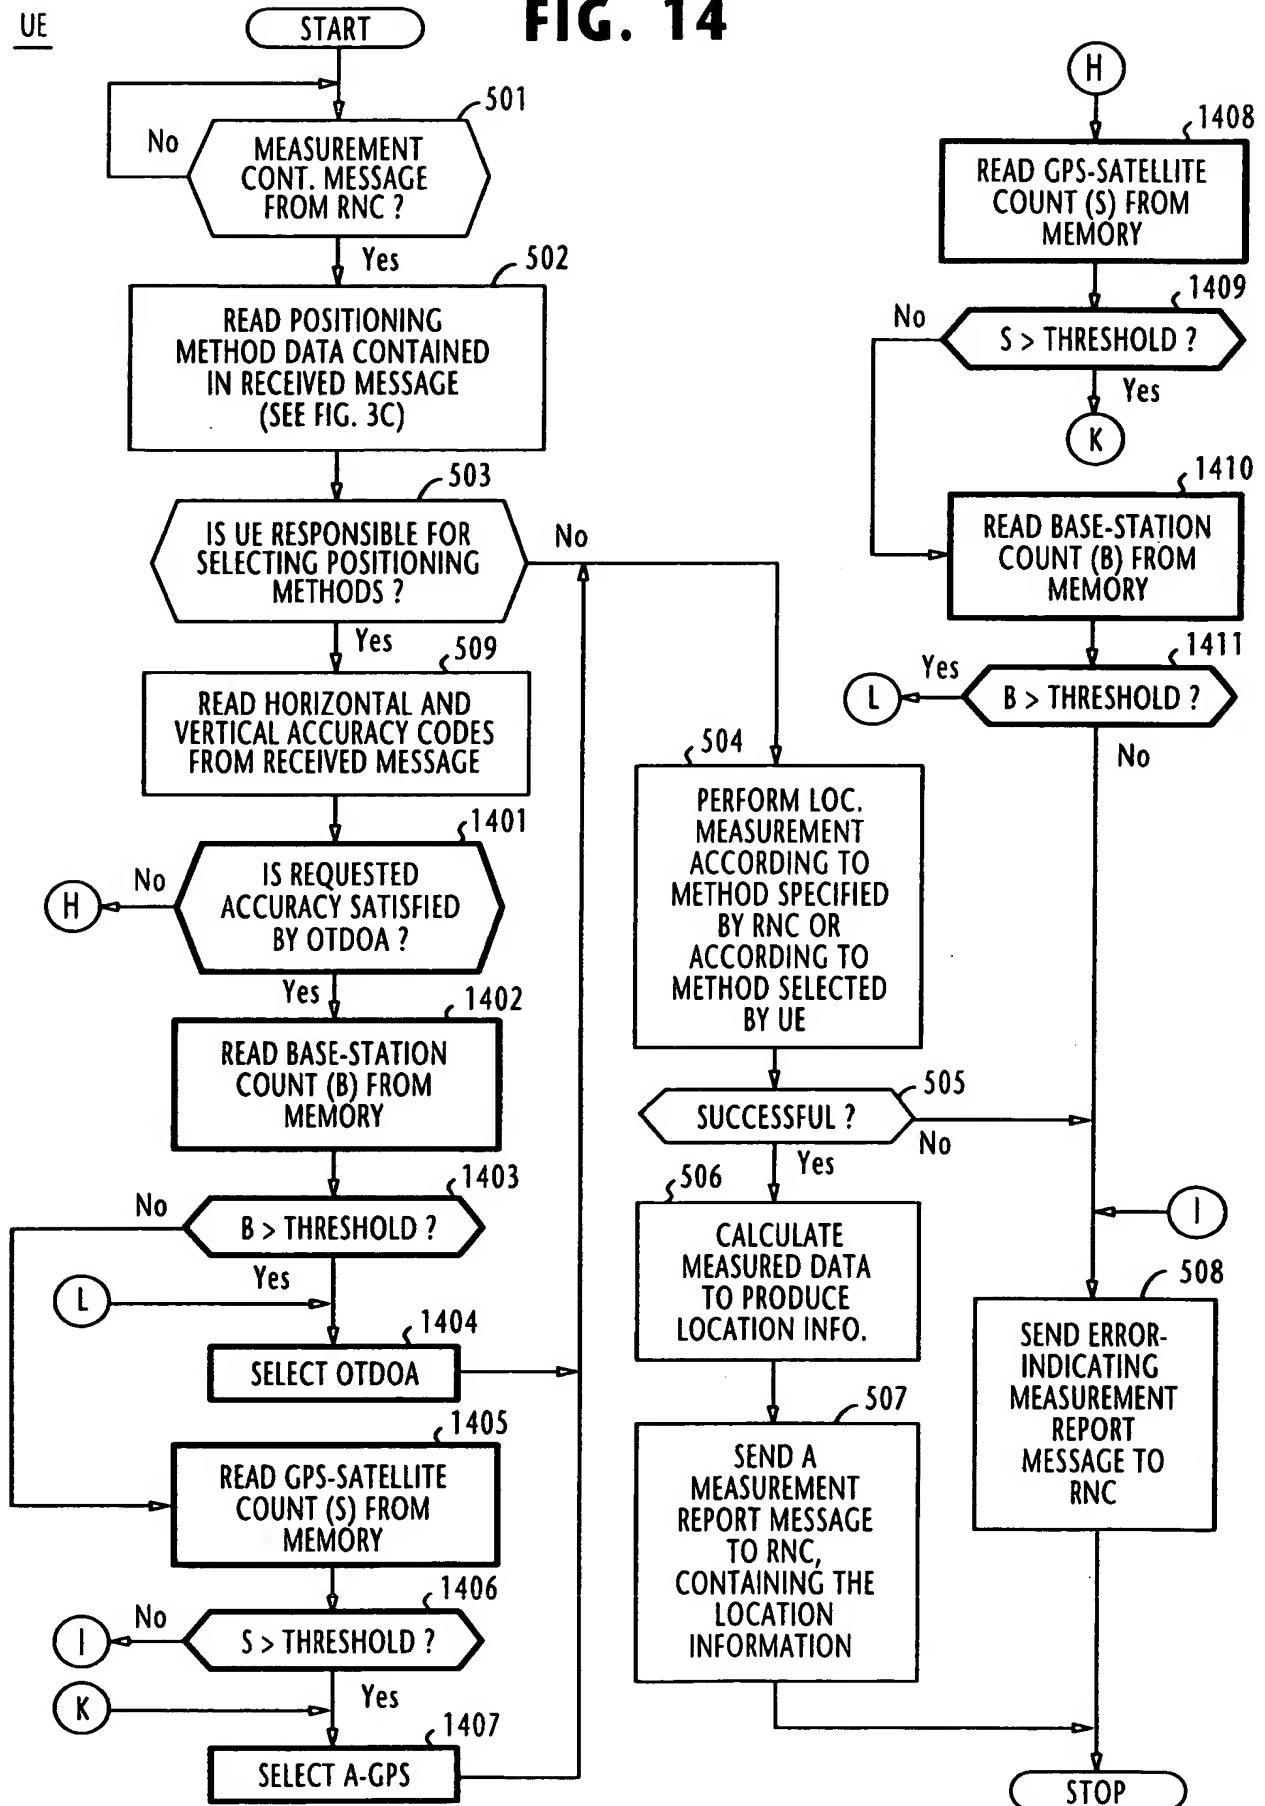 UE
FIG. 14
START
501
No
MEASUREMENT
CONT. MESSAGE
FROM RNC ?
Yes
502
READ POSITIONING
METHOD DATA CONTAINED
IN RECEIVED MESSAGE
(SEE FIG. 3C)
503
IS UE RESPONSIBLE FOR
SELECTING POSITIONING
METHODS ?
No
Yes
509
READ HORIZONTAL AND
VERTICAL ACCURACY CODES
FROM RECEIVED MESSAGE
1401
IS REQUESTED
ACCURACY SATISFIED
BY OTDOA ?
No
H
Yes
1402
READ BASE-STATION
COUNT (B) FROM
MEMORY
1403
No
B > THRESHOLD ?
Yes
L
1404
SELECT OTDOA
1405
READ GPS-SATELLITE
COUNT (S) FROM
MEMORY
1406
No
I
S > THRESHOLD ?
K
Yes
1407
SELECT A-GPS
504
PERFORM LOC.
MEASUREMENT
ACCORDING TO
METHOD SPECIFIED
BY RNC OR
ACCORDING TO
METHOD SELECTED
BY UE
505
SUCCESSFUL ?
No
Yes
506
CALCULATE
MEASURED DATA
TO PRODUCE
LOCATION INFO.
507
SEND A
MEASUREMENT
REPORT MESSAGE
TO RNC,
CONTAINING THE
LOCATION
INFORMATION
H
1408
READ GPS-SATELLITE
COUNT (S) FROM
MEMORY
1409
No
S > THRESHOLD ?
Yes
K
1410
READ BASE-STATION
COUNT (B) FROM
MEMORY
1411
Yes
L
B > THRESHOLD ?
No
I
508
SEND ERROR-
INDICATING
MEASUREMENT
REPORT
MESSAGE TO
RNC
STOP